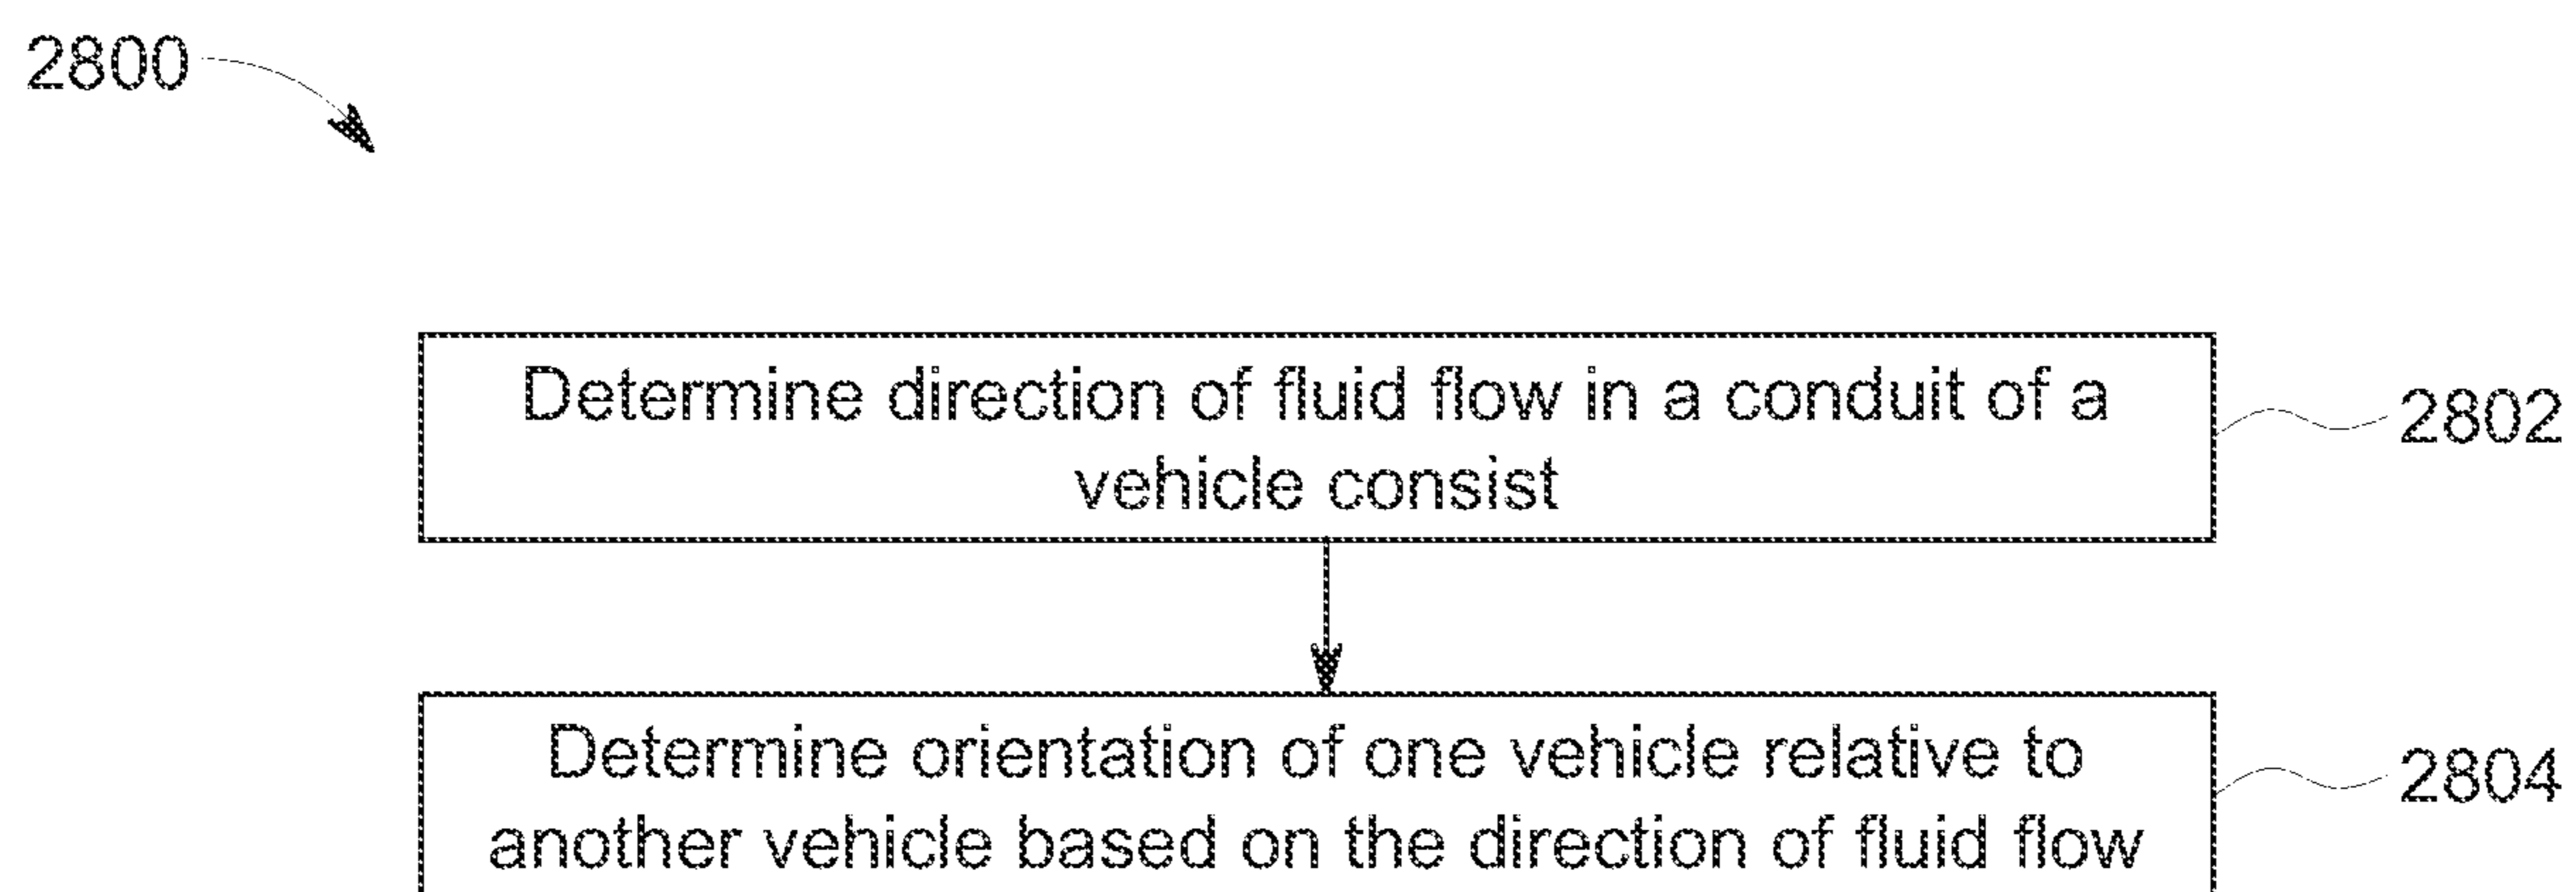 2800
Determine direction of fluid flow in a conduit of a
vehicle consist
2802
Determine orientation of one vehicle relative to
another vehicle based on the direction of fluid flow
2804